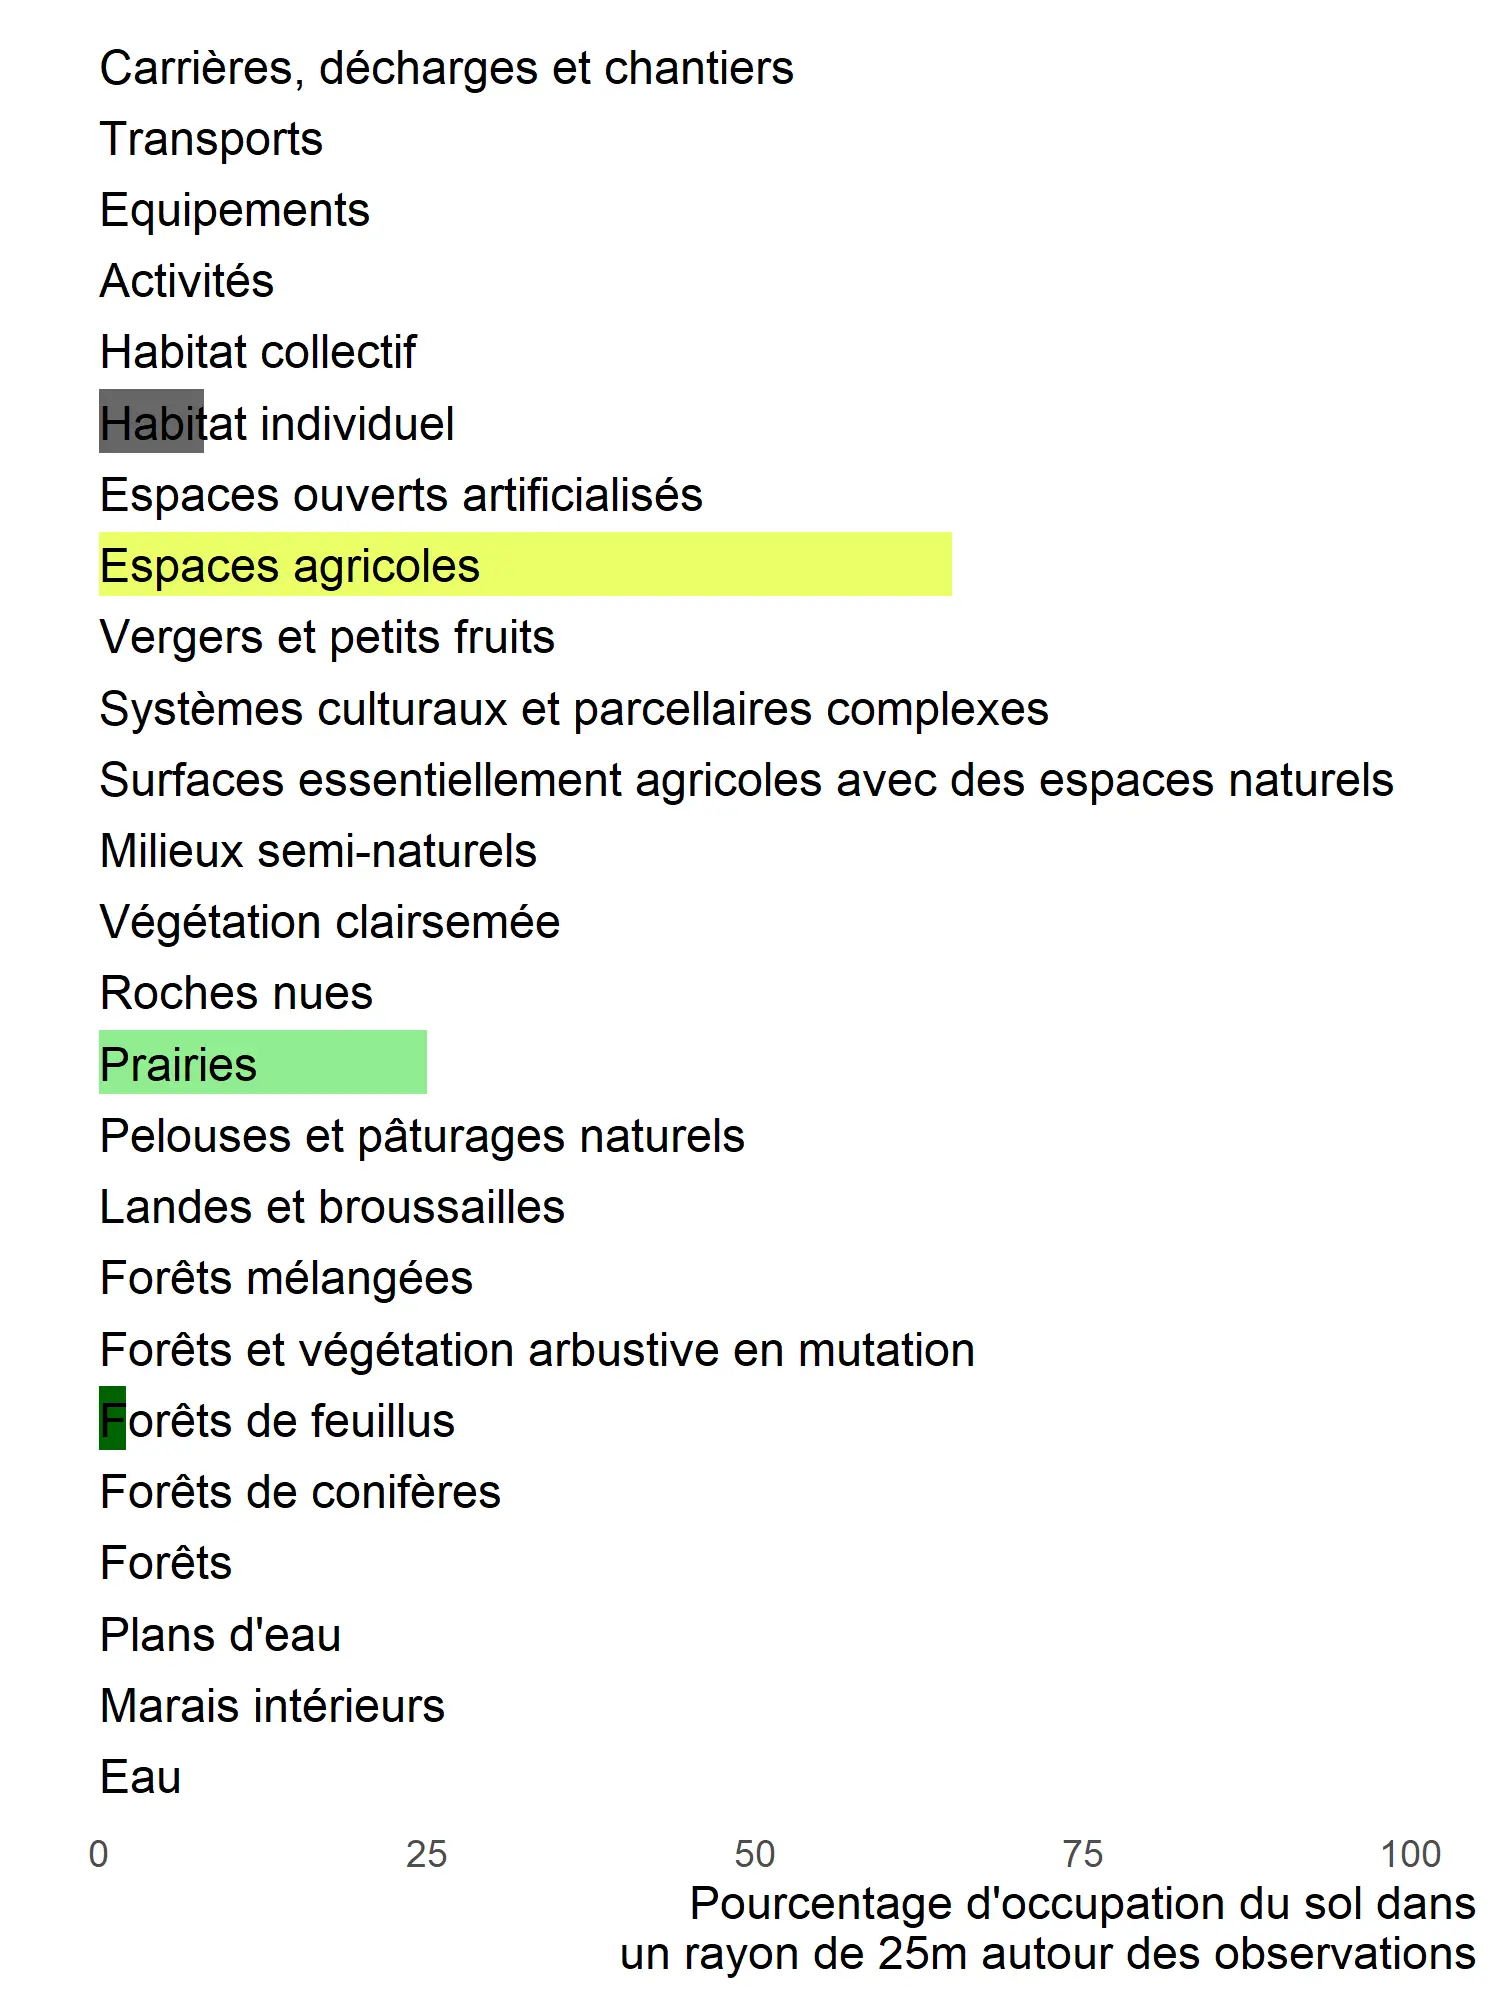 Carrières, décharges et chantiers
Transports
Equipements
Activités
Habitat collectif
Habitat individuel
Espaces ouverts artificialisés
Espaces agricoles
Vergers et petits fruits
Systèmes culturaux et parcellaires complexes
Surfaces essentiellement agricoles avec des espaces naturels
Milieux semi-naturels
Végétation clairsemée
Roches nues
Prairies
Pelouses et pâturages naturels
Landes et broussailles
Forêts mélangées
Forêts et végétation arbustive en mutation
Forêts de feuillus
Forêts de conifères
Forêts
Plans d'eau
Marais intérieurs
Eau
0 25 50 75 100
Pourcentage d'occupation du sol dans
un rayon de 25m autour des observations